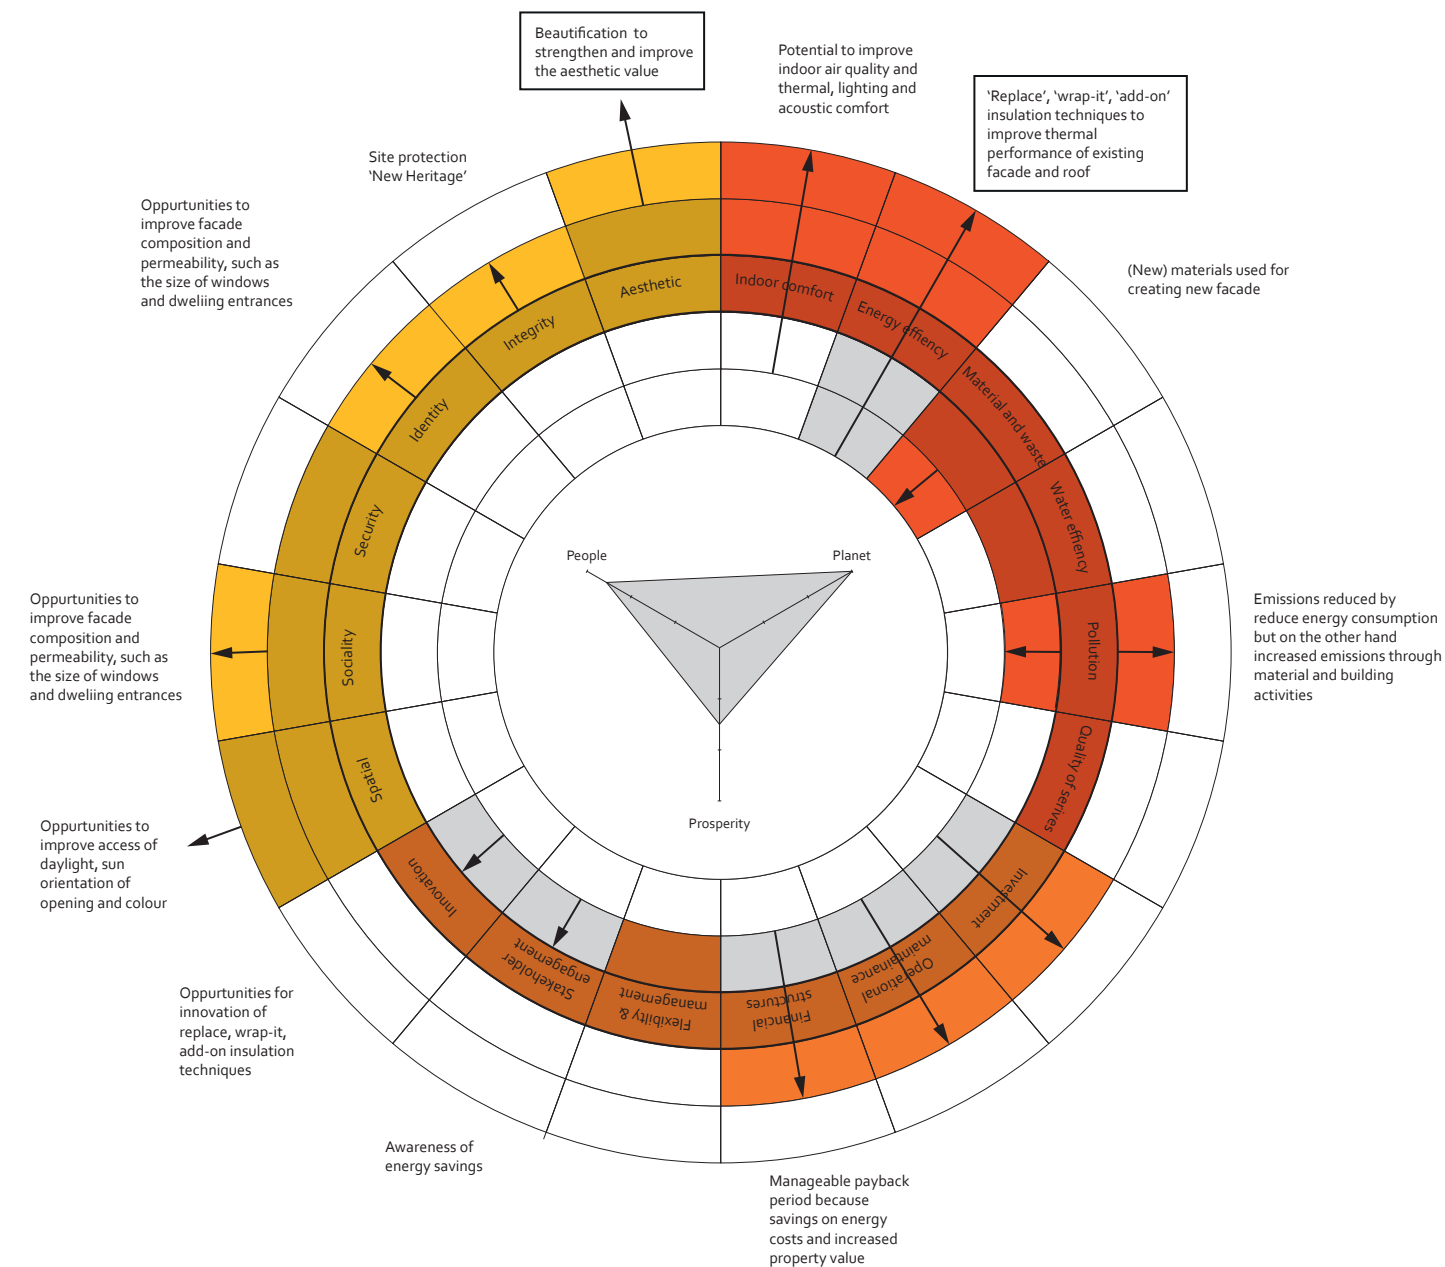 Beautification to
strengthen and improve
the aesthetic value
Potential to improve
indoor air quality and
thermal, lighting and
acoustic comfort
‘Replace’, ‘wrap-it’, ‘add-on’
insulation techniques to
improve thermal
performance of existing
facade and roof
Site protection
‘New Heritage’
Oppurtunities to
improve facade
composition and
permeability, such as
the size of windows
and dweliing entrances
(New) materials used for
creating new facade
Aesthetic
Indoor comfort
Energy effiency
Integrity
Material and waste
Identity
Water effiency
Security
People
Planet
Oppurtunities to
improve facade
composition and
permeability, such as
the size of windows
and dweliing entrances
Sociality
Pollution
Emissions reduced by
reduce energy consumption
but on the other hand
increased emissions through
material and building
activities
Spatial
Quality of serives
Prosperity
Oppurtunities to
improve access of
daylight, sun
orientation of
opening and colour
Innovation
Investment
Stakeholder
engagement
Operational
maintainance
Flexibilty &
management
Financial
structures
Oppurtunities for
innovation of
replace, wrap-it,
add-on insulation
techniques
Awareness of
energy savings
Manageable payback
period because
savings on energy
costs and increased
property value